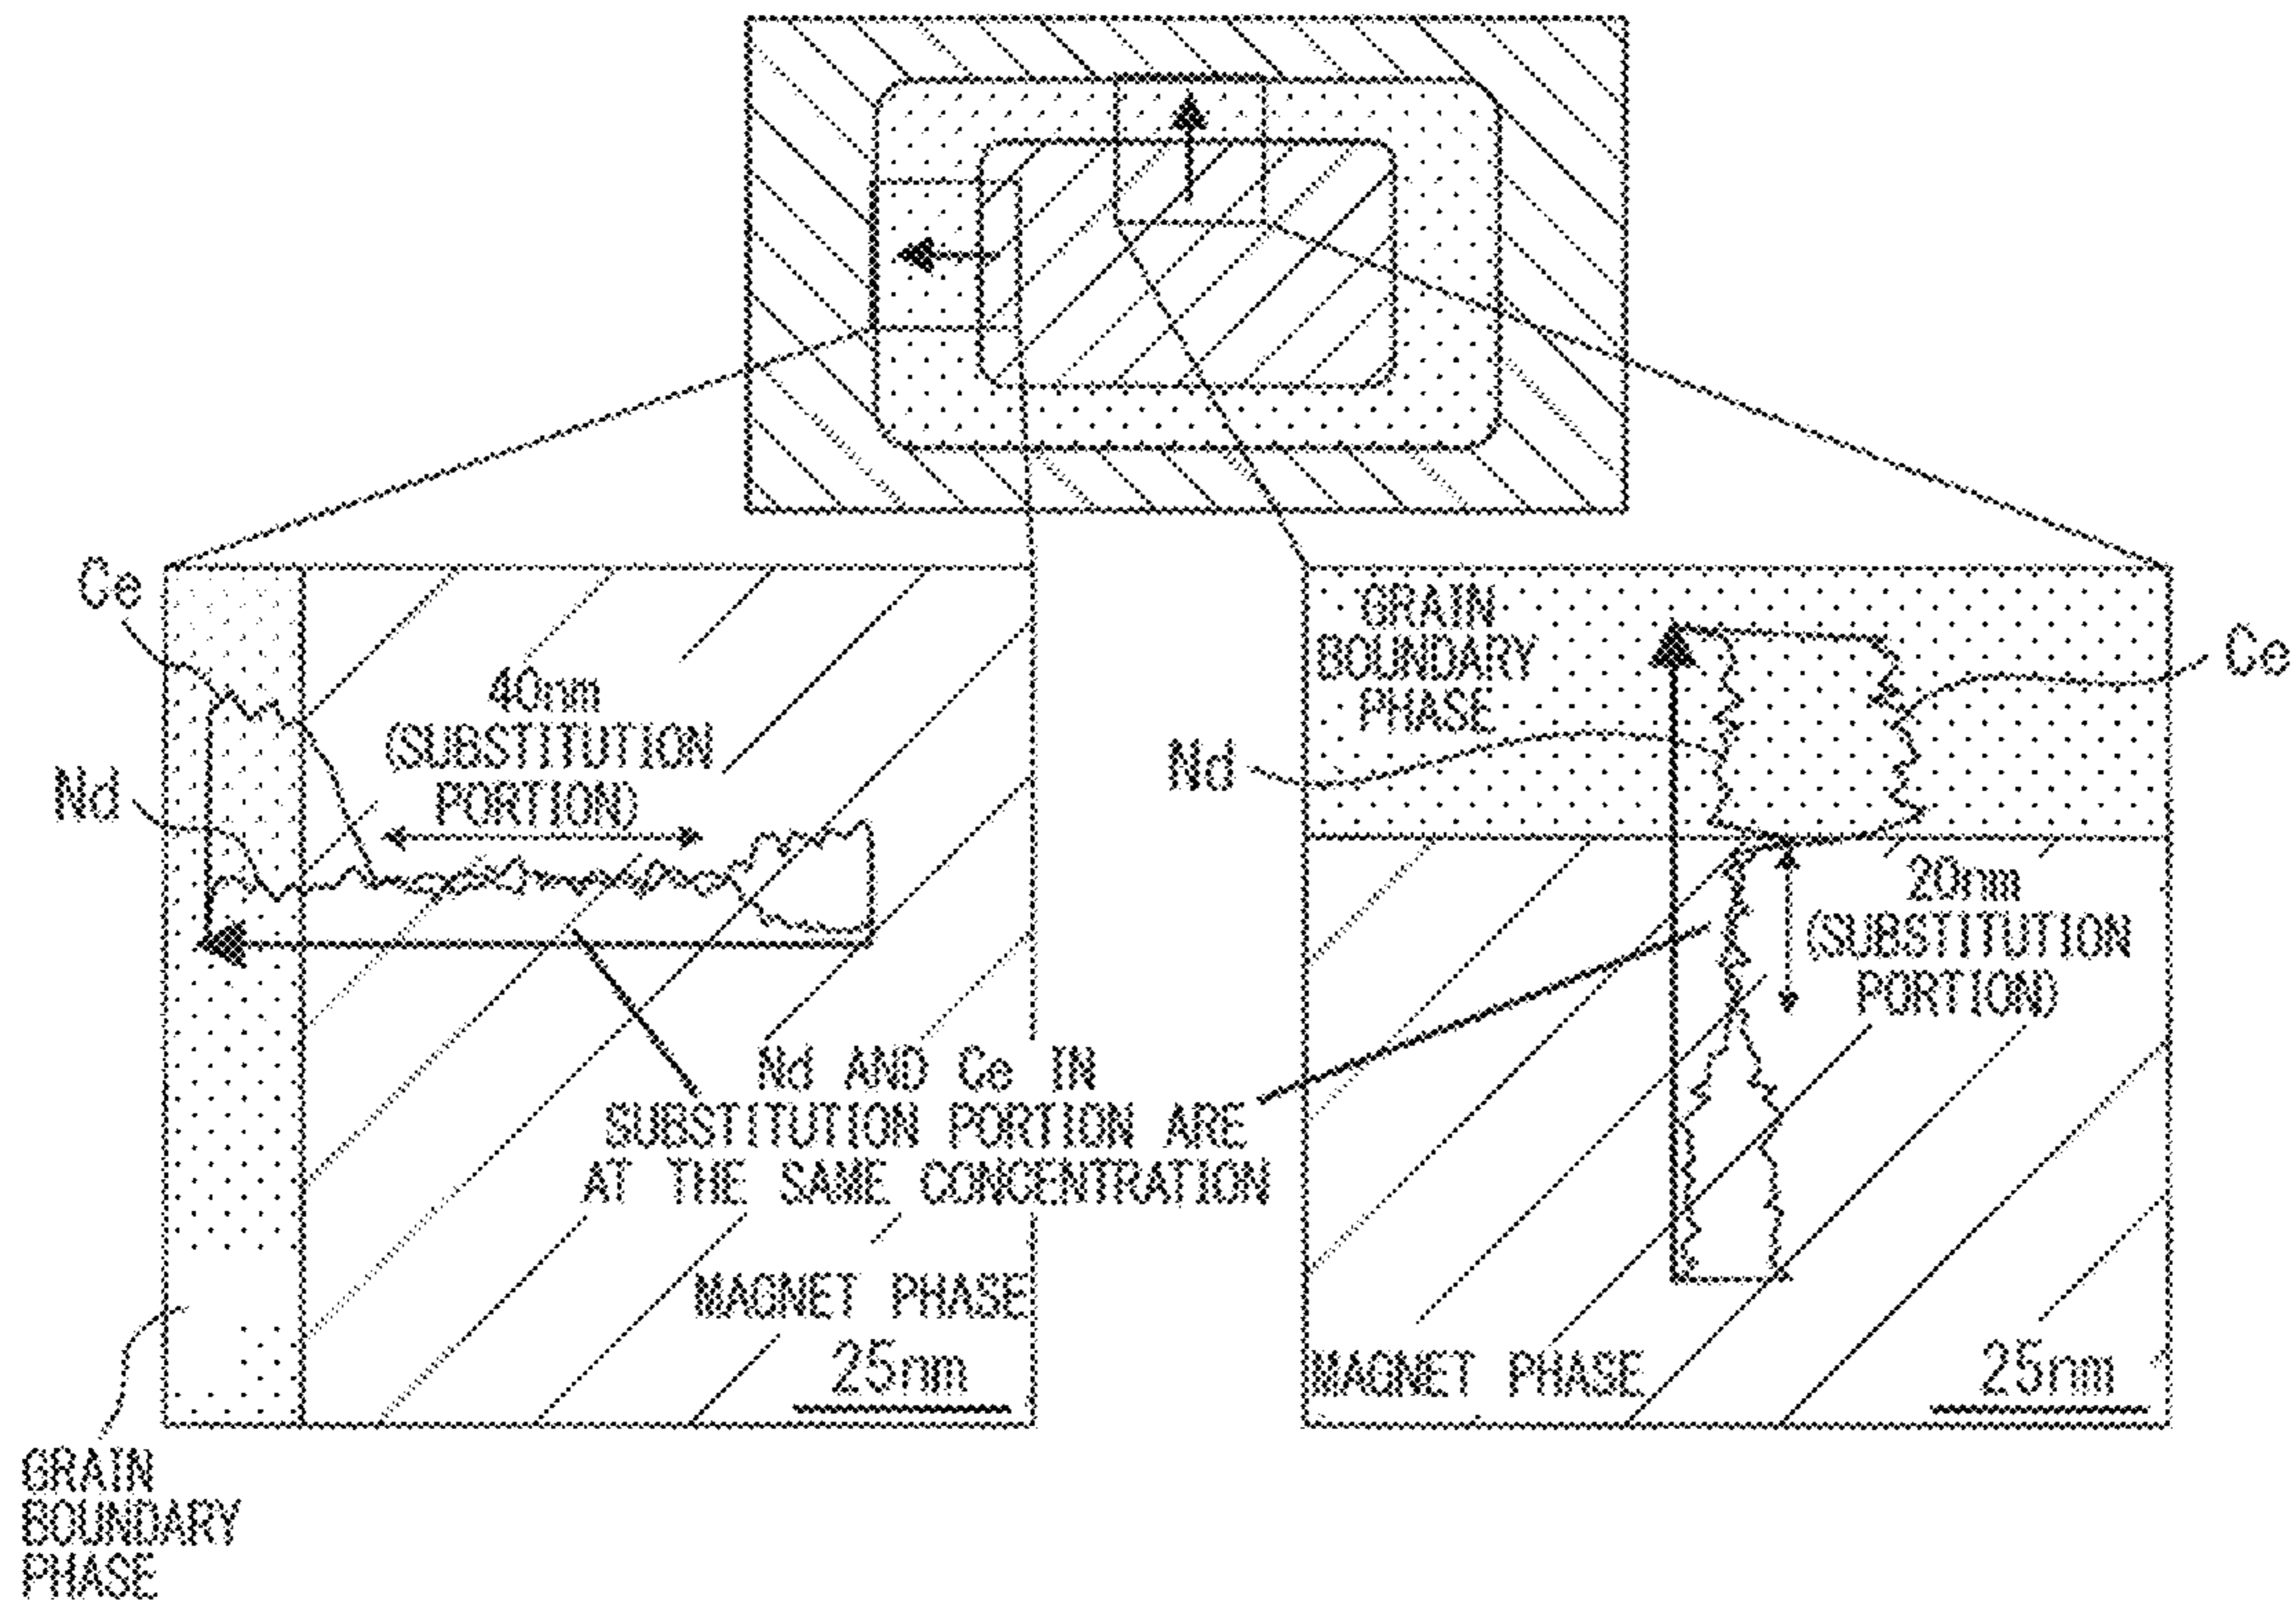 Ce
Nd
40nm
(SUBSTITUTION
PORTION)
GRAIN
BOUNDARY
PHASE
Ce
Nd
20nm
(SUBSTITUTION
PORTION)
Nd AND Ce IN
SUBSTITUTION PORTION ARE
AT THE SAME CONCENTRATION
MAGNET PHASE
25nm
MAGNET PHASE
25nm
GRAIN
BOUNDARY
PHASE